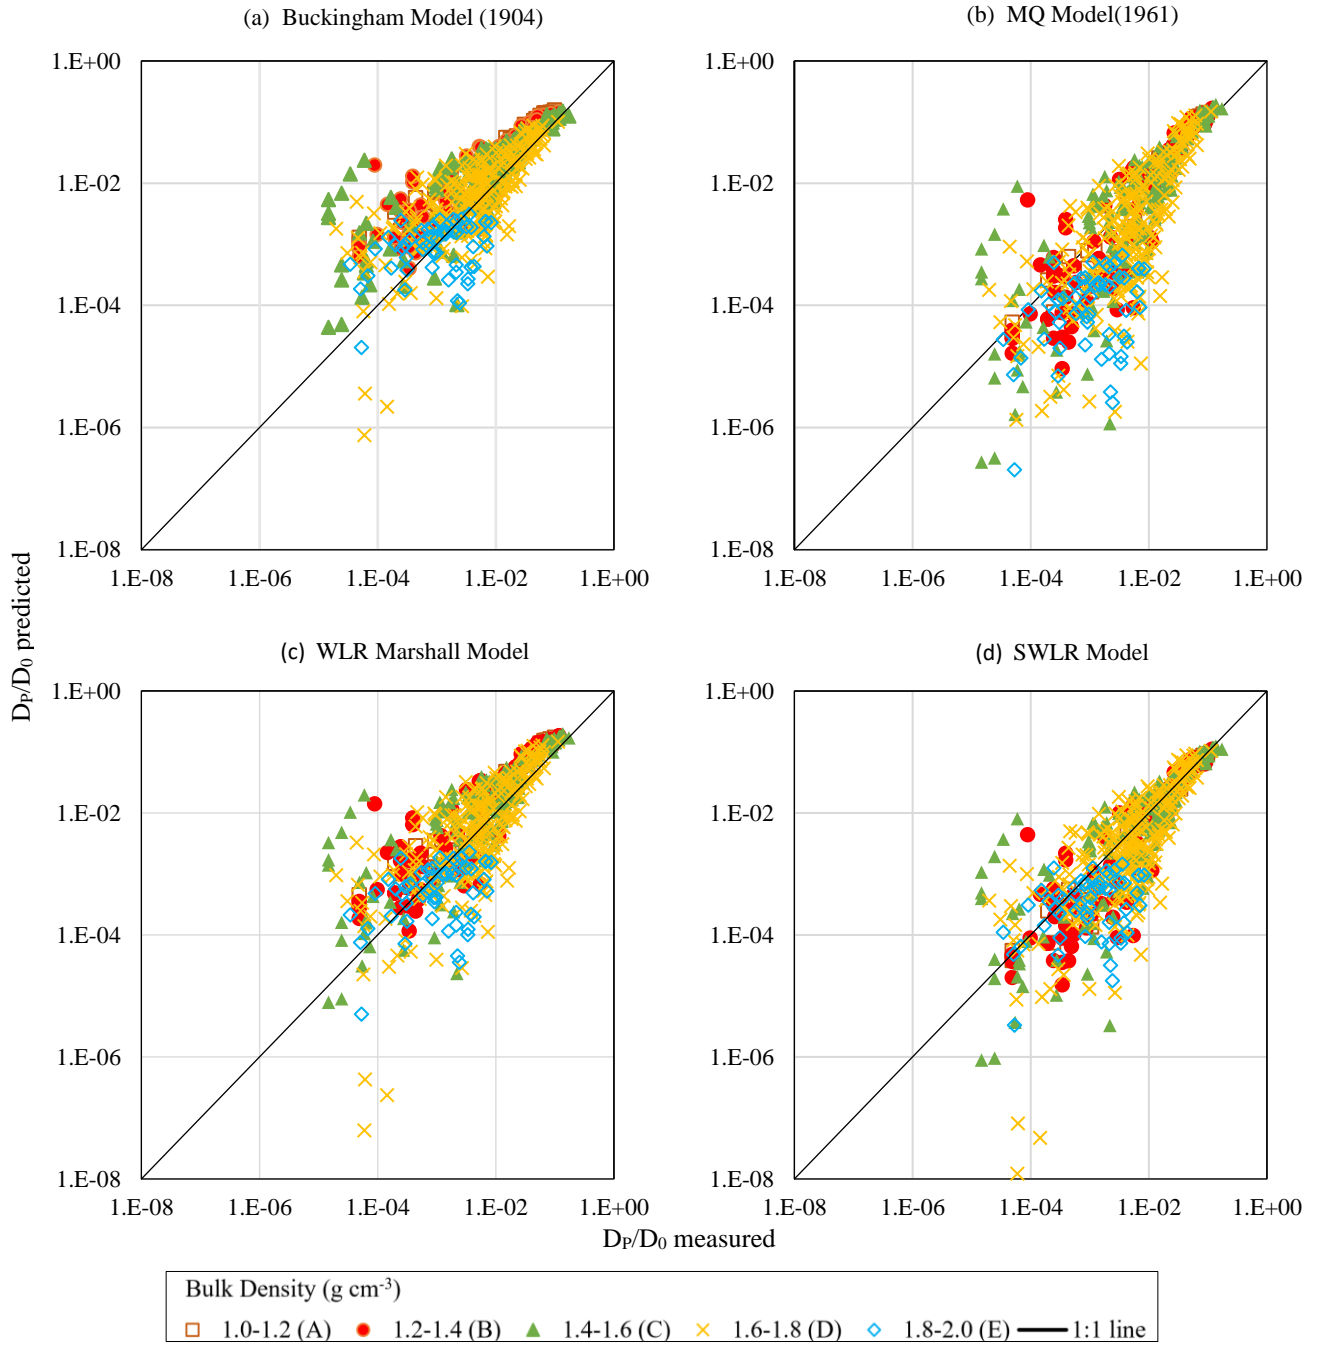 (a) Buckingham Model (1904)
1.E+00
1.E-02
1.E-04
1.E-06
1.E-08
1.E-08 1.E-06 1.E-04 1.E-02 1.E+00
(b) MQ Model(1961)
1.E+00
1.E-02
1.E-04
1.E-06
1.E-08
1.E-08 1.E-06 1.E-04 1.E-02 1.E+00
DP/D0 predicted
(c) WLR Marshall Model
1.E+00
1.E-02
1.E-04
1.E-06
1.E-08
1.E-08 1.E-06 1.E-04 1.E-02 1.E+00
(d) SWLR Model
1.E+00
1.E-02
1.E-04
1.E-06
1.E-08
1.E-08 1.E-06 1.E-04 1.E-02 1.E+00
DP/D0 measured
Bulk Density (g cm-3)
1.0-1.2 (A) 1.2-1.4 (B) 1.4-1.6 (C) 1.6-1.8 (D) 1.8-2.0 (E) 1:1 line